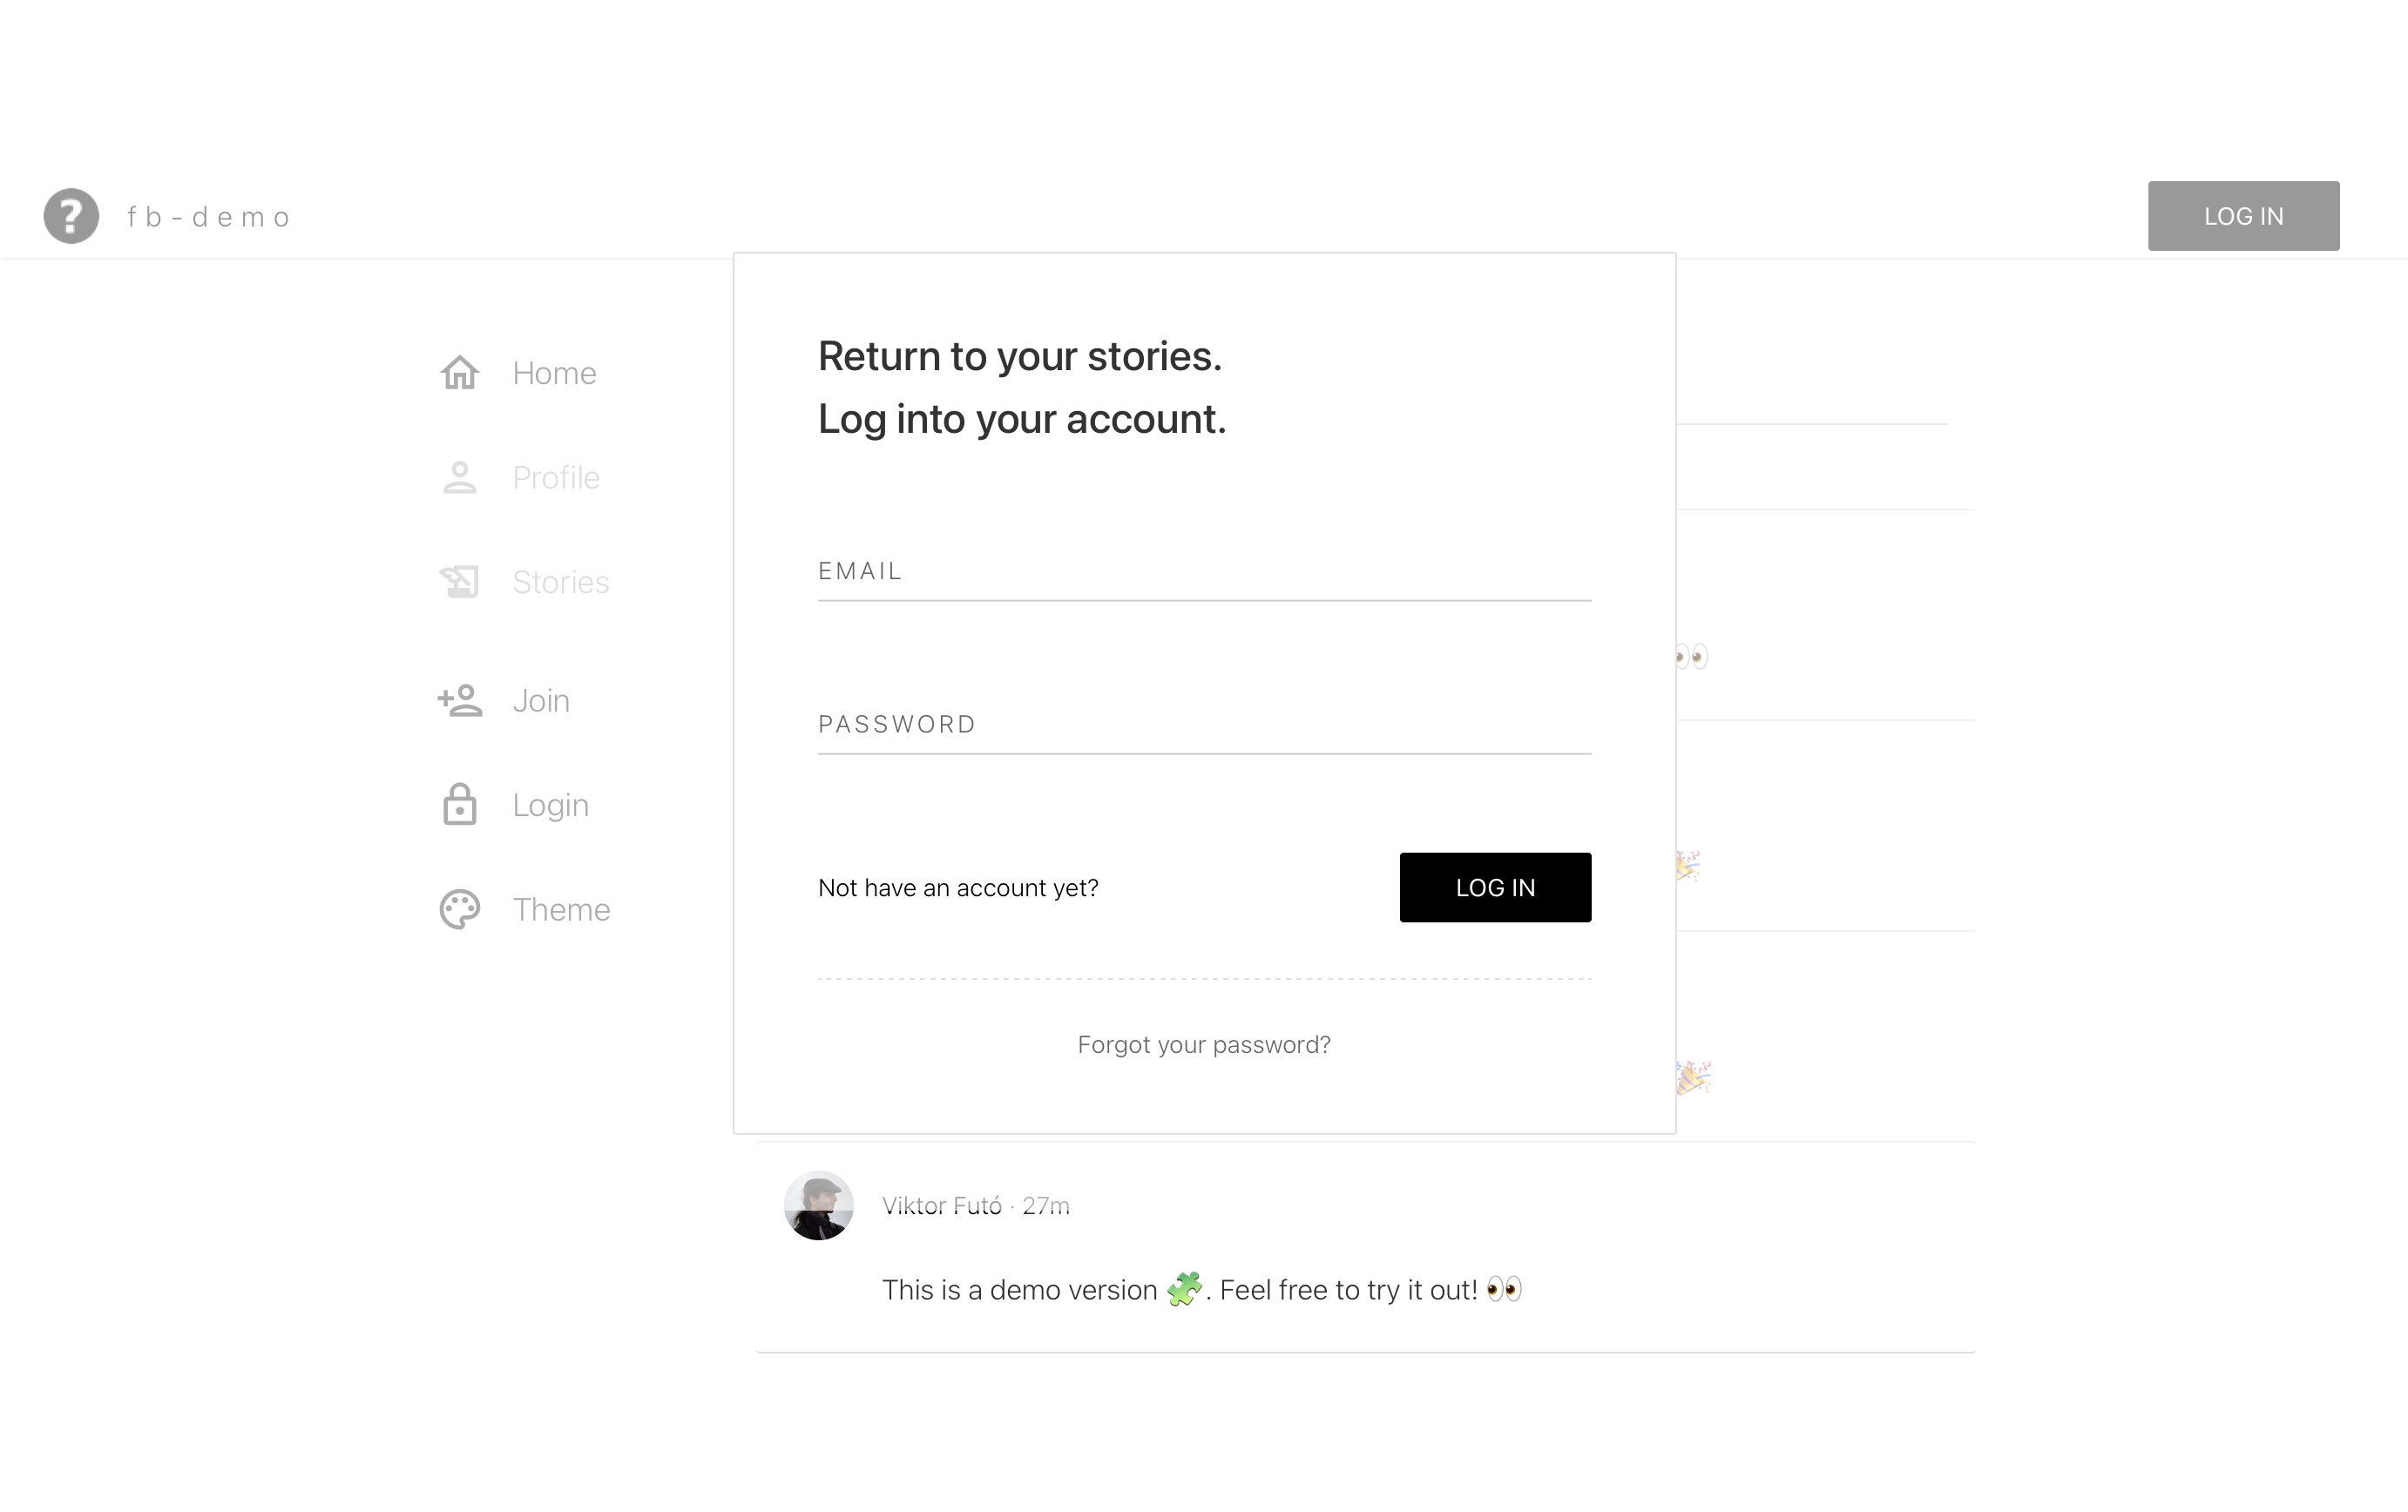 fb-demo
LOG IN
Home
Profile
Stories
Join
Login
Theme
Return to your stories.
Log into your account.
EMAIL
PASSWORD
Not have an account yet?
LOG IN
Forgot your password?
👀
🎉
🎉
Viktor Futó · 27m
This is a demo version 🧩. Feel free to try it out! 👀